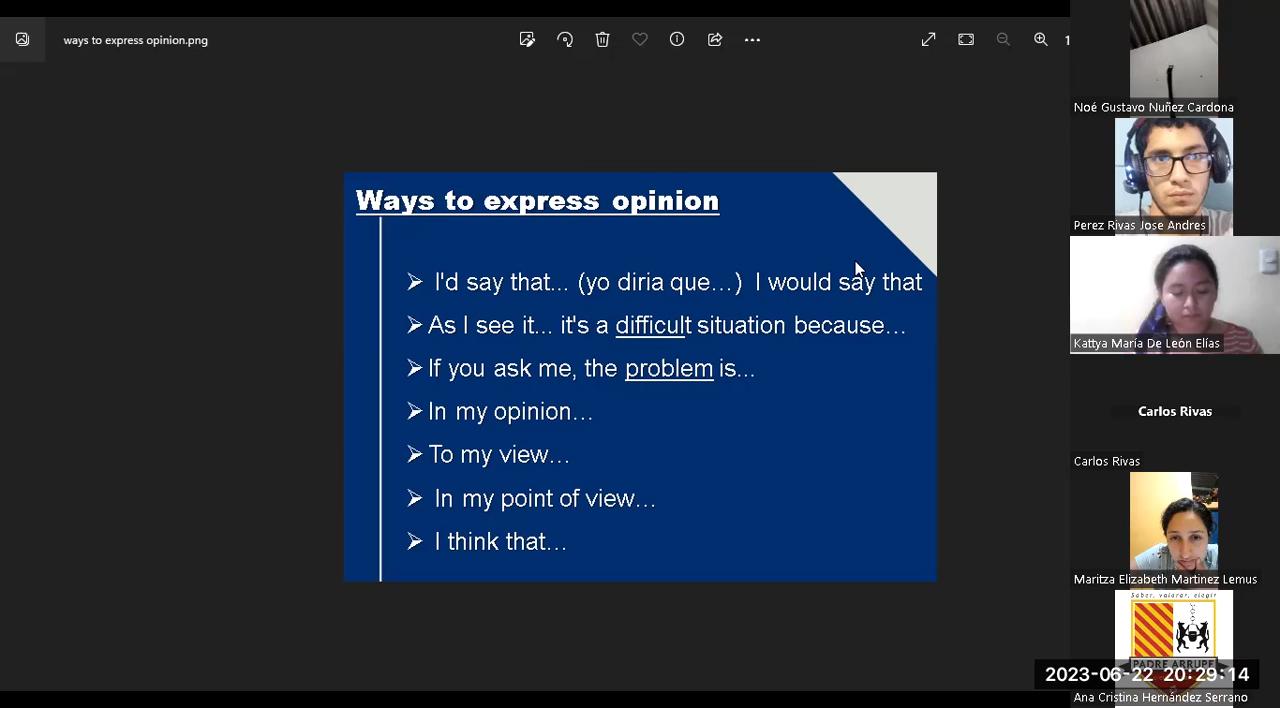 ways to express opinion.png
1
Ways to express opinion
I'd say that... (yo diria que...) I would say that
As I see it... it's a difficult situation because...
If you ask me, the problem is...
In my opinion...
To my view...
In my point of view...
I think that...
Noé Gustavo Nuñez Cardona
Perez Rivas Jose Andres
Kattya María De León Elías
Carlos Rivas
Carlos Rivas
Maritza Elizabeth Martinez Lemus
Saber, valorar, elegir
PADRE ARRUPE
2023-06-22 20:29:14
Ana Cristina Hernández Serrano